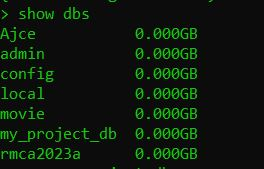 > show dbs
Ajce 0.000GB
admin 0.000GB
config 0.000GB
local 0.000GB
movie 0.000GB
my_project_db 0.000GB
rmca2023a 0.000GB